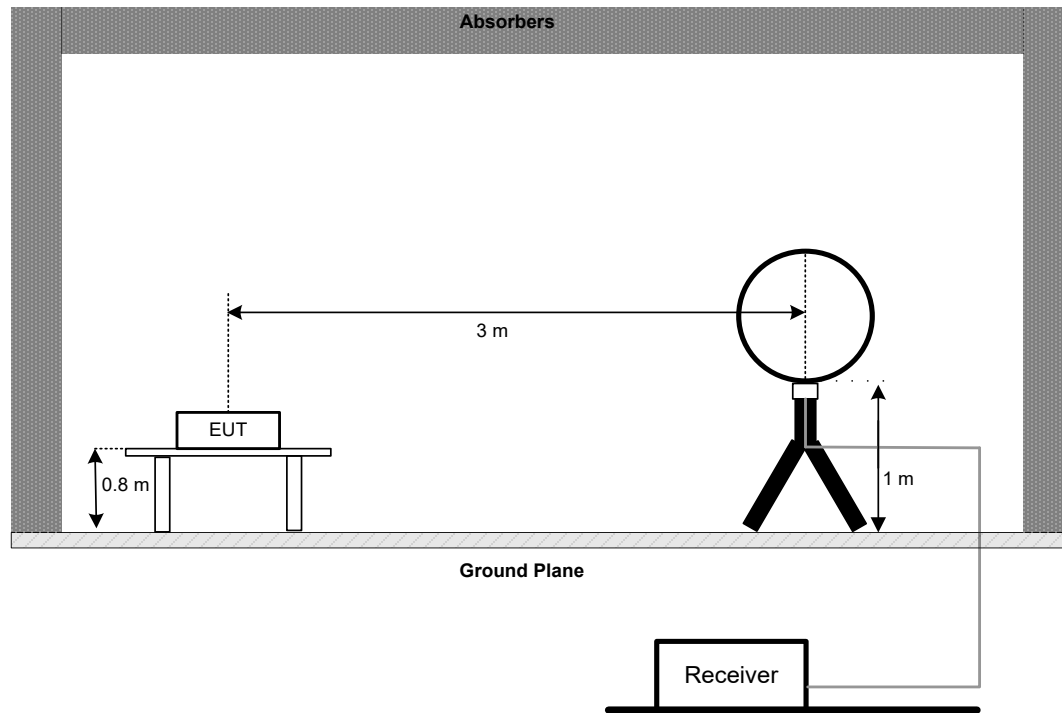 Absorbers
3 m
EUT
0.8 m
1 m
Ground Plane
Receiver